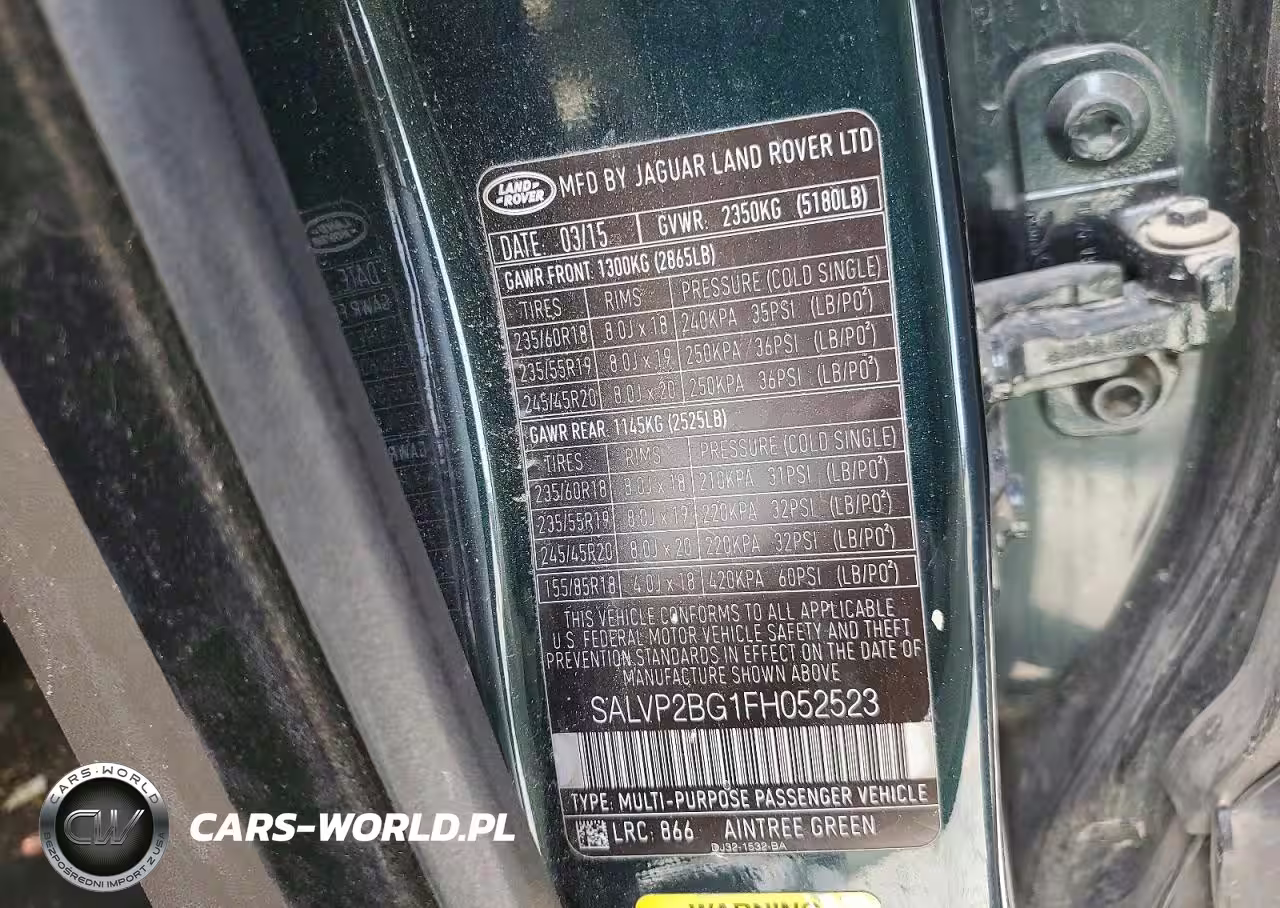 LAND-
-ROVER
MFD BY JAGUAR LAND ROVER LTD
DATE. 03/15 GVWR. 2350KG (5180LB)
GAWR FRONT: 1300KG (2865LB)
TIRES RIMS PRESSURE (COLD SINGLE)
235/60R18 8.0J x 18 240KPA 35PSI (LB/PO²)
235/55R19 8.0J x 19 250KPA 36PSI (LB/PO²)
245/45R20 8.0J x 20 250KPA 36PSI (LB/PO²)
GAWR REAR: 1145KG (2525LB)
TIRES RIMS PRESSURE (COLD SINGLE)
235/60R18 8.0J x 18 210KPA 31PSI (LB/PO²)
235/55R19 8.0J x 19 220KPA 32PSI (LB/PO²)
245/45R20 8.0J x 20 220KPA 32PSI (LB/PO²)
155/85R18 4.0J x 18 420KPA 60PSI (LB/PO²)
THIS VEHICLE CONFORMS TO ALL APPLICABLE
U.S. FEDERAL MOTOR VEHICLE SAFETY AND THEFT
PREVENTION STANDARDS IN EFFECT ON THE DATE OF
MANUFACTURE SHOWN ABOVE
SALVP2BG1FH052523
TYPE: MULTI-PURPOSE PASSENGER VEHICLE
LRC: 866 AINTREE GREEN
DJ32-1532-BA
WARNING
CARS-WORLD
CW
BEZPOŚREDNI IMPORT Z USA
CARS-WORLD.PL